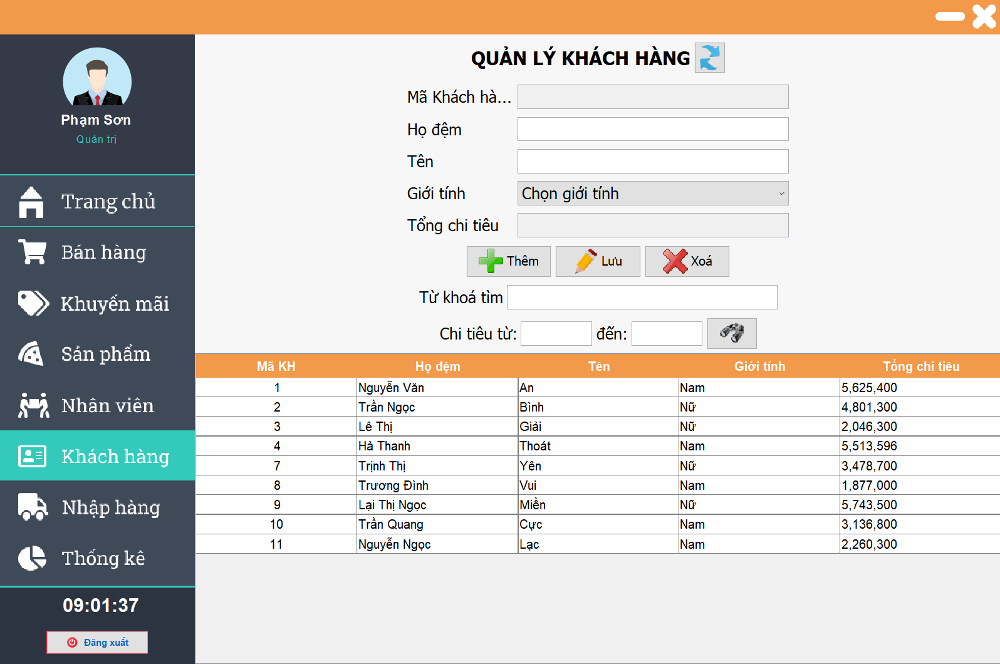 Phạm Sơn
Quản trị
Trang chủ
Bán hàng
Khuyến mãi
Sản phẩm
Nhân viên
Khách hàng
Nhập hàng
Thống kê
09:01:37
Đăng xuất
QUẢN LÝ KHÁCH HÀNG
Mã Khách hà...
Họ đệm
Tên
Giới tính Chọn giới tính
Tổng chi tiêu
Thêm Lưu Xoá
Từ khoá tìm
Chi tiêu từ: đến:
Mã KH Họ đệm Tên Giới tính Tổng chi tiêu
1 Nguyễn Văn An Nam 5,625,400
2 Trần Ngọc Bình Nữ 4,801,300
3 Lê Thị Giải Nữ 2,046,300
4 Hà Thanh Thoát Nam 5,513,596
7 Trịnh Thị Yên Nữ 3,478,700
8 Trương Đình Vui Nam 1,877,000
9 Lại Thị Ngọc Miền Nữ 5,743,500
10 Trần Quang Cực Nam 3,136,800
11 Nguyễn Ngọc Lạc Nam 2,260,300